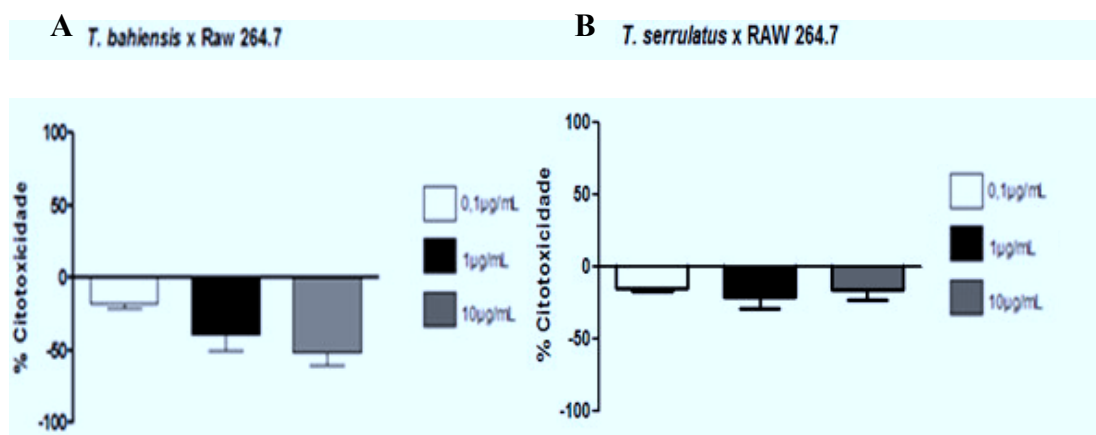 A T. bahiensis x Raw 264.7
% Citotoxicidade
100
50
0
-50
-100
0,1µg/mL
1µg/mL
10µg/mL
B T. serrulatus x RAW 264.7
% Citotoxicidade
100
50
0
-50
-100
0,1µg/mL
1µg/mL
10µg/mL